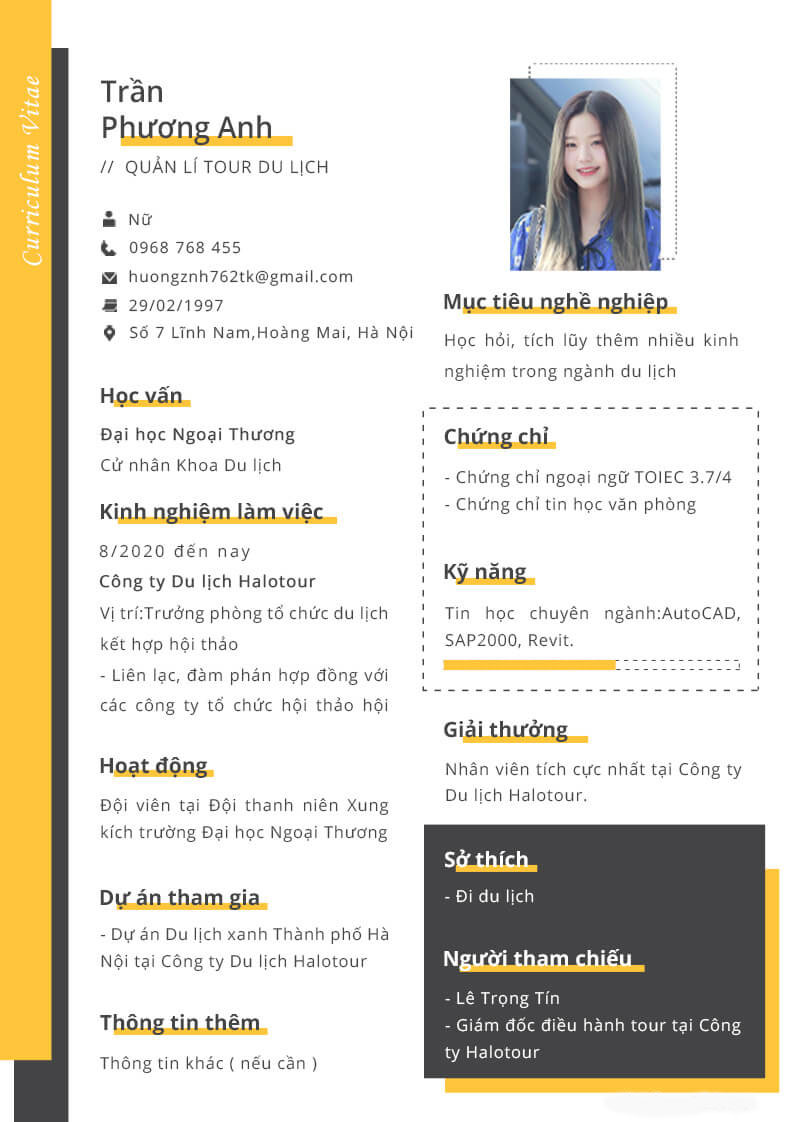 Curriculum Vitae
Trần
Phương Anh
// QUẢN LÍ TOUR DU LỊCH
Nữ
0968 768 455
huongznh762tk@gmail.com
29/02/1997
Số 7 Lĩnh Nam,Hoàng Mai, Hà Nội
Học vấn
Đại học Ngoại Thương
Cử nhân Khoa Du lịch
Kinh nghiệm làm việc
8/2020 đến nay
Công ty Du lịch Halotour
Vị trí:Trưởng phòng tổ chức du lịch
kết hợp hội thảo
- Liên lạc, đàm phán hợp đồng với
các công ty tổ chức hội thảo hội
Hoạt động
Đội viên tại Đội thanh niên Xung
kích trường Đại học Ngoại Thương
Dự án tham gia
- Dự án Du lịch xanh Thành phố Hà
Nội tại Công ty Du lịch Halotour
Thông tin thêm
Thông tin khác ( nếu cần )
Mục tiêu nghề nghiệp
Học hỏi, tích lũy thêm nhiều kinh
nghiệm trong ngành du lịch
Chứng chỉ
- Chứng chỉ ngoại ngữ TOIEC 3.7/4
- Chứng chỉ tin học văn phòng
Kỹ năng
Tin học chuyên ngành:AutoCAD,
SAP2000, Revit.
Giải thưởng
Nhân viên tích cực nhất tại Công ty
Du lịch Halotour.
Sở thích
- Đi du lịch
Người tham chiếu
- Lê Trọng Tín
- Giám đốc điều hành tour tại Công
ty Halotour